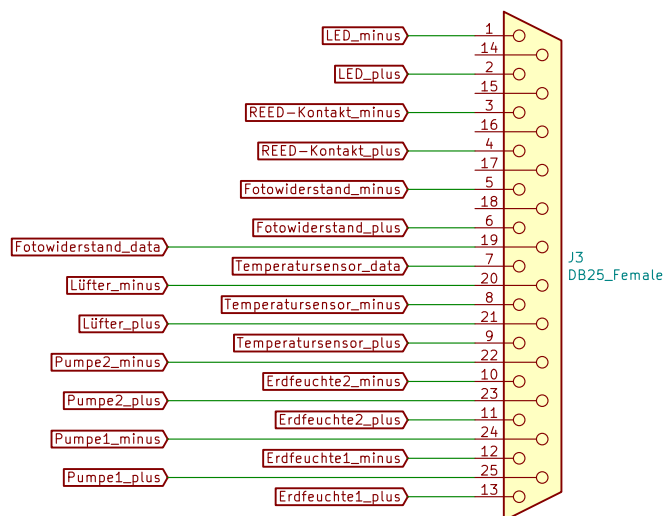 LED_minus 1
14
LED_plus 2
15
REED-Kontakt_minus 3
16
REED-Kontakt_plus 4
17
Fotowiderstand_minus 5
18
Fotowiderstand_plus 6
Fotowiderstand_data 19
Temperatursensor_data 7
Lüfter_minus 20
Temperatursensor_minus 8
Lüfter_plus 21
Temperatursensor_plus 9
Pumpe2_minus 22
Erdfeuchte2_minus 10
Pumpe2_plus 23
Erdfeuchte2_plus 11
Pumpe1_minus 24
Erdfeuchte1_minus 12
Pumpe1_plus 25
Erdfeuchte1_plus 13
J3
DB25_Female